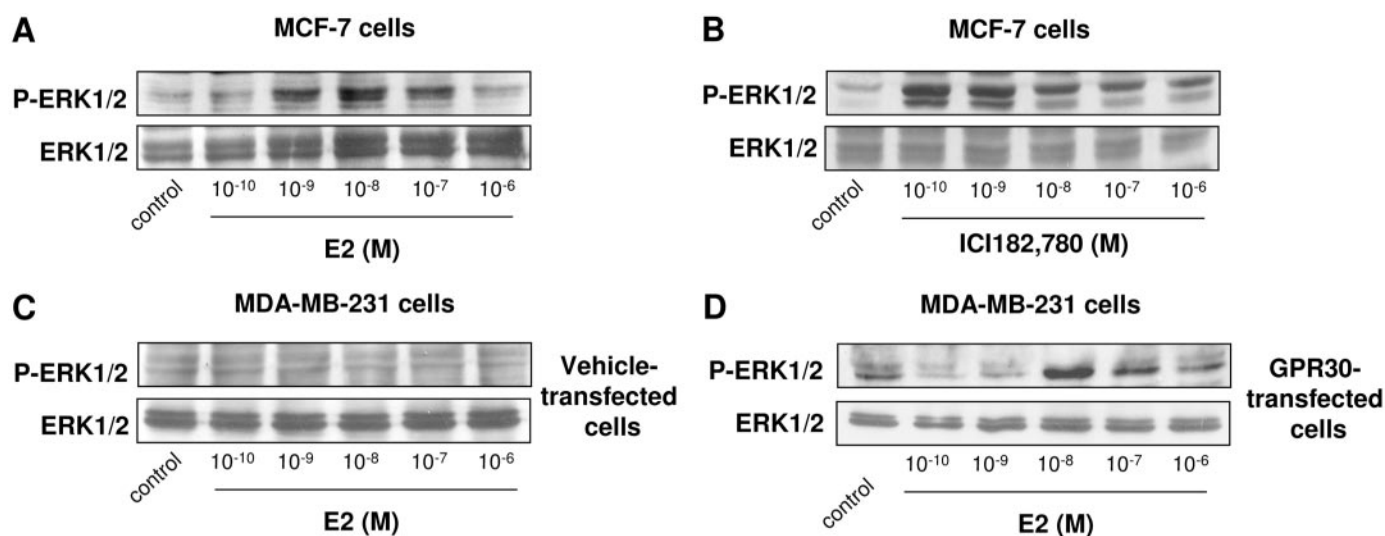 A
MCF-7 cells
P-ERK1/2
ERK1/2
control
10⁻¹⁰ 10⁻⁹ 10⁻⁸ 10⁻⁷ 10⁻⁶
E2 (M)
B
MCF-7 cells
P-ERK1/2
ERK1/2
control
10⁻¹⁰ 10⁻⁹ 10⁻⁸ 10⁻⁷ 10⁻⁶
ICI182,780 (M)
C
MDA-MB-231 cells
P-ERK1/2
ERK1/2
Vehicle-
transfected
cells
control
10⁻¹⁰ 10⁻⁹ 10⁻⁸ 10⁻⁷ 10⁻⁶
E2 (M)
D
MDA-MB-231 cells
P-ERK1/2
ERK1/2
GPR30-
transfected
cells
control
10⁻¹⁰ 10⁻⁹ 10⁻⁸ 10⁻⁷ 10⁻⁶
E2 (M)